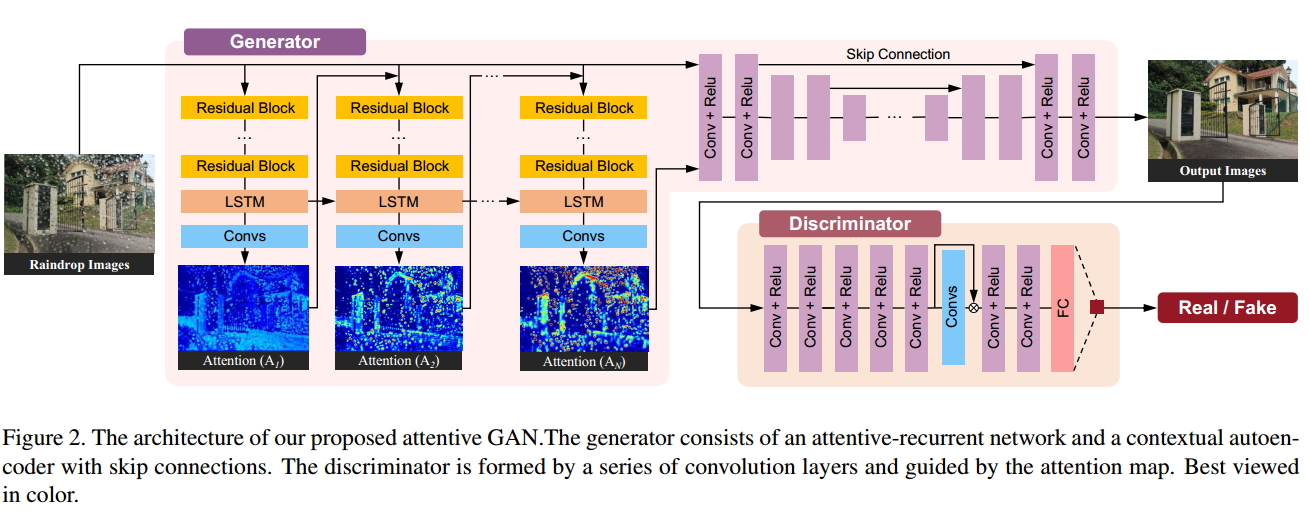 Generator
Skip Connection
Residual Block
Residual Block
Residual Block
...
...
...
...
Residual Block
Residual Block
Residual Block
LSTM
LSTM
...
LSTM
Convs
Convs
Convs
Raindrop Images
Attention (A1)
Attention (A2)
Attention (AN)
Conv + Relu
Conv + Relu
...
Conv + Relu
Conv + Relu
Output Images
Discriminator
Conv + Relu
Conv + Relu
Conv + Relu
Conv + Relu
Conv + Relu
Convs
Conv + Relu
Conv + Relu
FC
Real / Fake
Figure 2. The architecture of our proposed attentive GAN.The generator consists of an attentive-recurrent network and a contextual autoen-
coder with skip connections. The discriminator is formed by a series of convolution layers and guided by the attention map. Best viewed
in color.